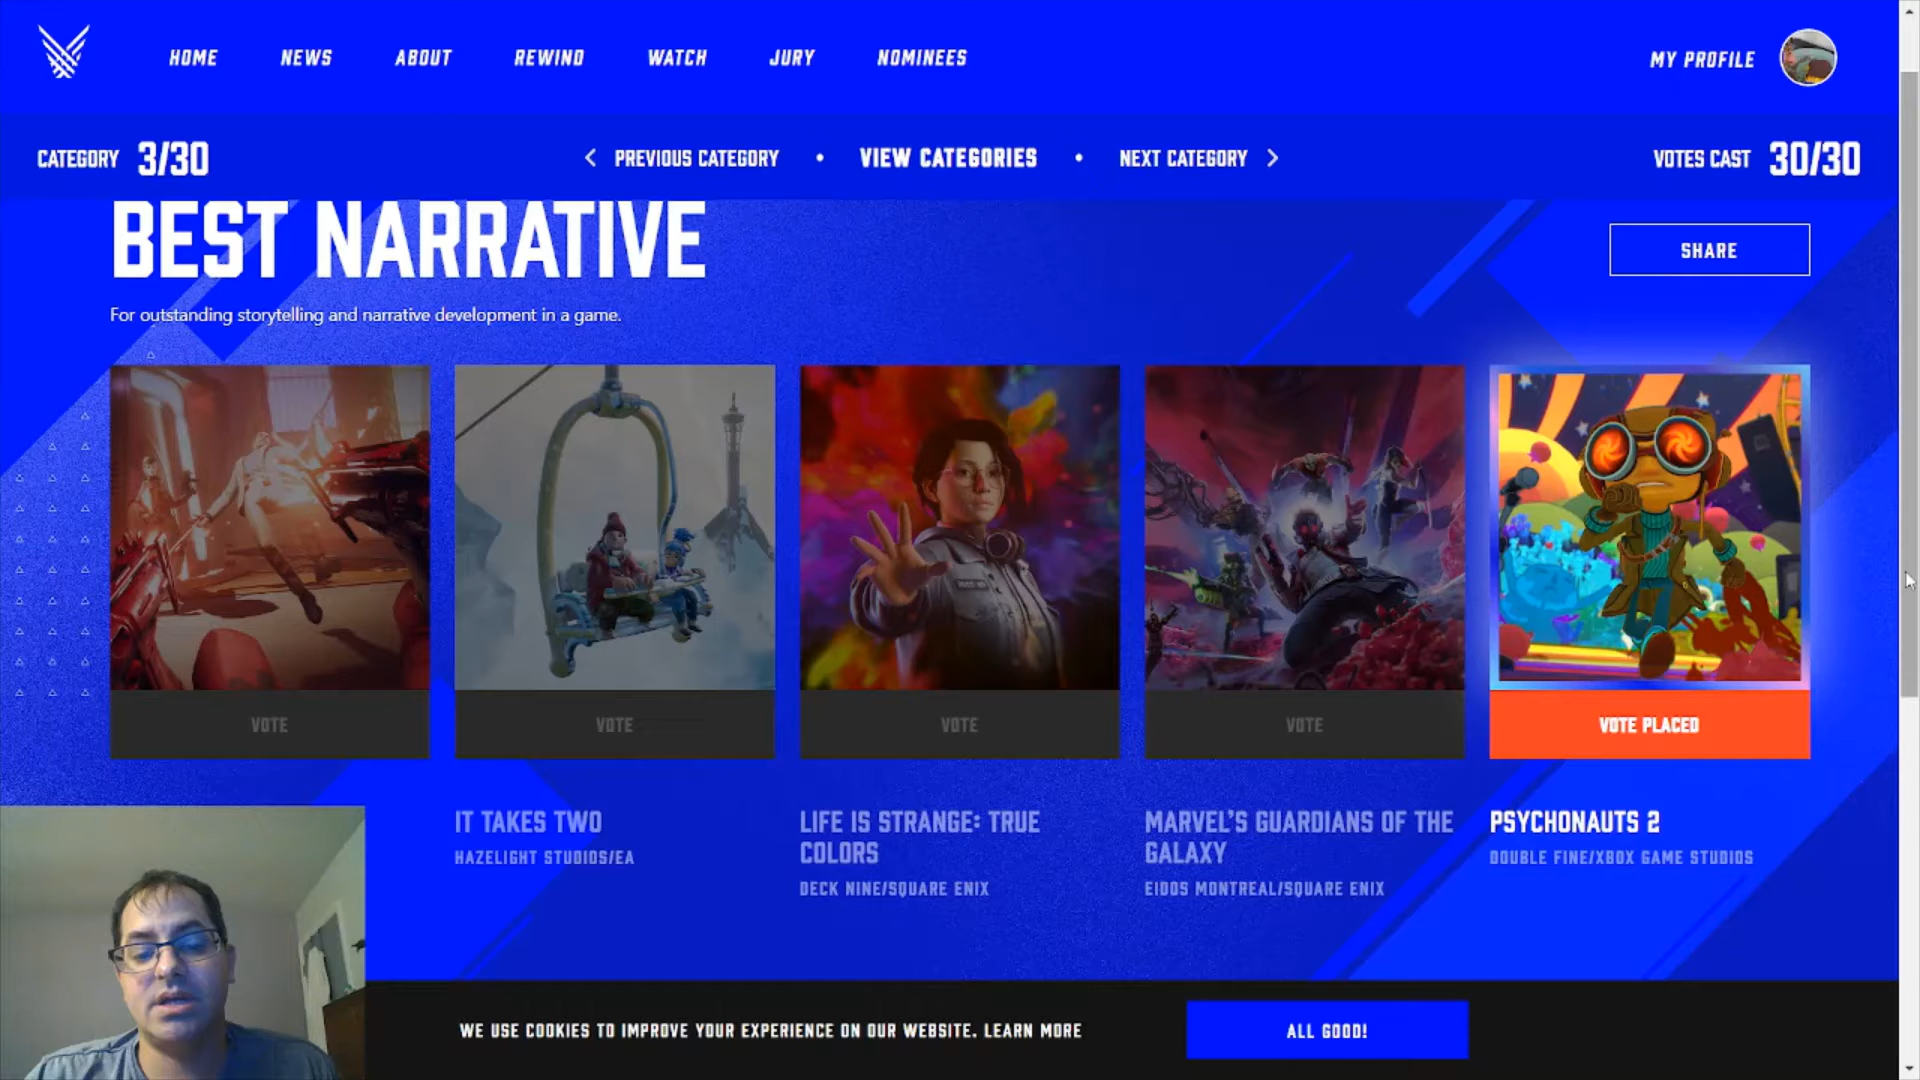 HOME NEWS ABOUT REWIND WATCH JURY NOMINEES MY PROFILE
CATEGORY 3/30 PREVIOUS CATEGORY • VIEW CATEGORIES • NEXT CATEGORY VOTES CAST 30/30
BEST NARRATIVE
SHARE
For outstanding storytelling and narrative development in a game.
VOTE VOTE VOTE VOTE VOTE PLACED
IT TAKES TWO
HAZELIGHT STUDIOS/EA
LIFE IS STRANGE: TRUE
COLORS
DECK NINE/SQUARE ENIX
MARVEL'S GUARDIANS OF THE
GALAXY
EIDOS MONTREAL/SQUARE ENIX
PSYCHONAUTS 2
DOUBLE FINE/XBOX GAME STUDIOS
WE USE COOKIES TO IMPROVE YOUR EXPERIENCE ON OUR WEBSITE. LEARN MORE
ALL GOOD!